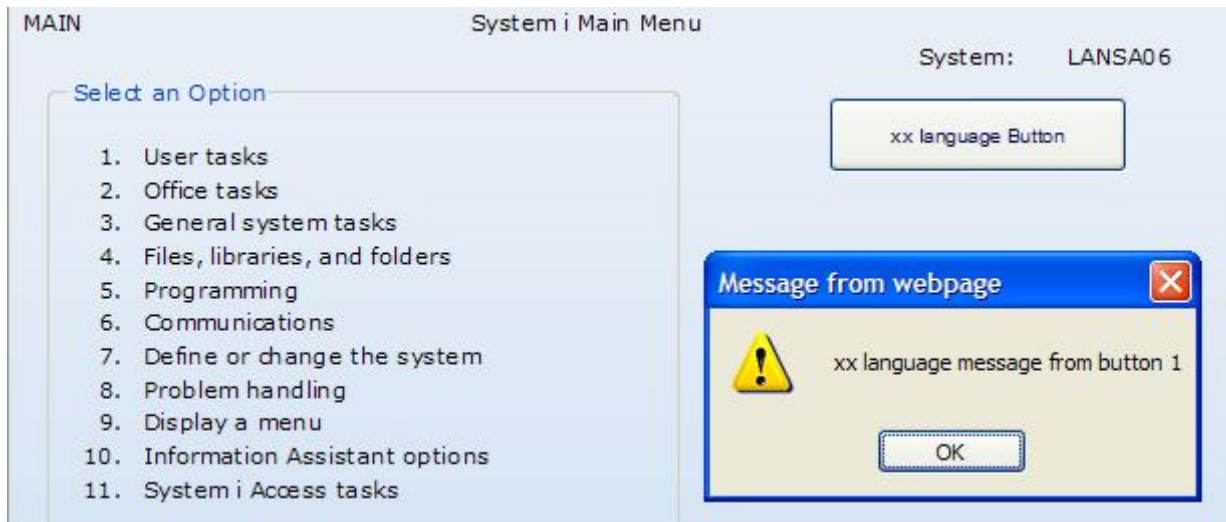 MAIN System i Main Menu
System: LANSA06
Select an Option
xx language Button
1. User tasks
2. Office tasks
3. General system tasks
4. Files, libraries, and folders
5. Programming
6. Communications
7. Define or change the system
8. Problem handling
9. Display a menu
10. Information Assistant options
11. System i Access tasks
Message from webpage
xx language message from button 1
OK